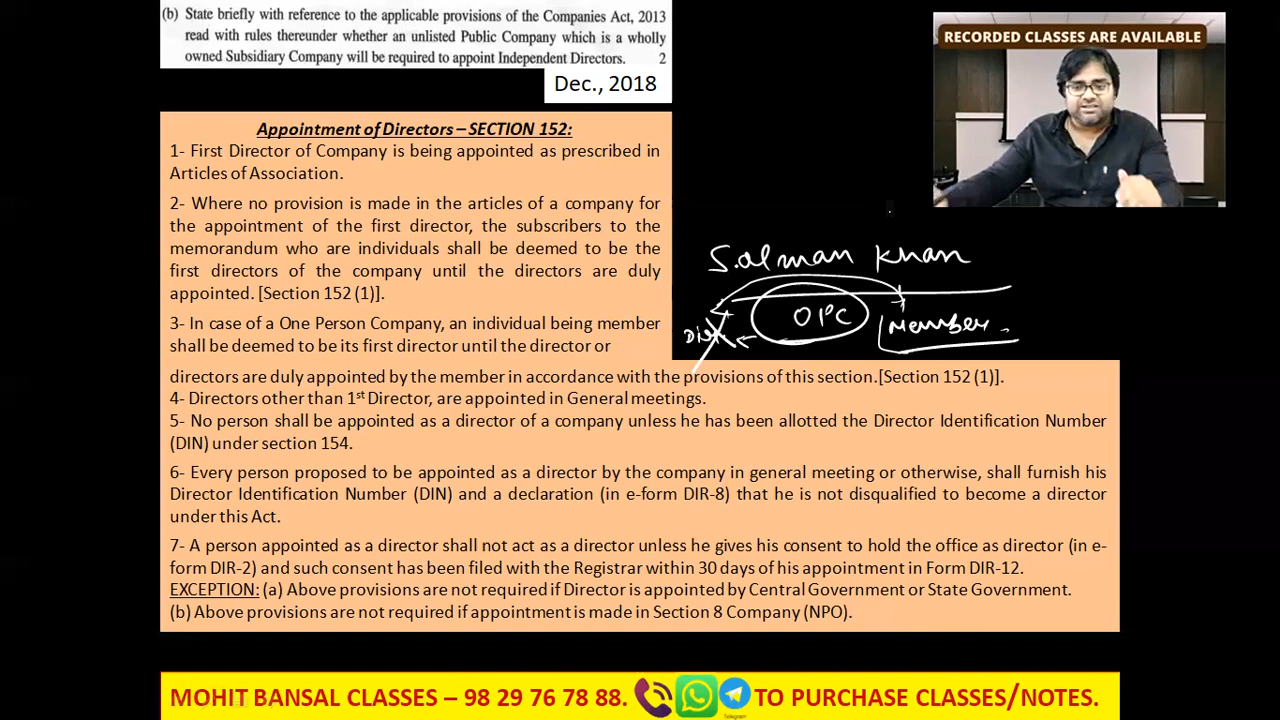 (b) State briefly with reference to the applicable provisions of the Companies Act, 2013
read with rules thereunder whether an unlisted Public Company which is a wholly
owned Subsidiary Company will be required to appoint Independent Directors. 2
Dec., 2018
RECORDED CLASSES ARE AVAILABLE
Appointment of Directors – SECTION 152:
1- First Director of Company is being appointed as prescribed in
Articles of Association.
2- Where no provision is made in the articles of a company for
the appointment of the first director, the subscribers to the
memorandum who are individuals shall be deemed to be the
first directors of the company until the directors are duly
appointed. [Section 152 (1)].
3- In case of a One Person Company, an individual being member
shall be deemed to be its first director until the director or
Salman Khan
OPC
Member
directors are duly appointed by the member in accordance with the provisions of this section.[Section 152 (1)].
4- Directors other than 1st Director, are appointed in General meetings.
5- No person shall be appointed as a director of a company unless he has been allotted the Director Identification Number
(DIN) under section 154.
6- Every person proposed to be appointed as a director by the company in general meeting or otherwise, shall furnish his
Director Identification Number (DIN) and a declaration (in e-form DIR-8) that he is not disqualified to become a director
under this Act.
7- A person appointed as a director shall not act as a director unless he gives his consent to hold the office as director (in e-
form DIR-2) and such consent has been filed with the Registrar within 30 days of his appointment in Form DIR-12.
EXCEPTION: (a) Above provisions are not required if Director is appointed by Central Government or State Government.
(b) Above provisions are not required if appointment is made in Section 8 Company (NPO).
MOHIT BANSAL CLASSES – 98 29 76 78 88. TO PURCHASE CLASSES/NOTES.